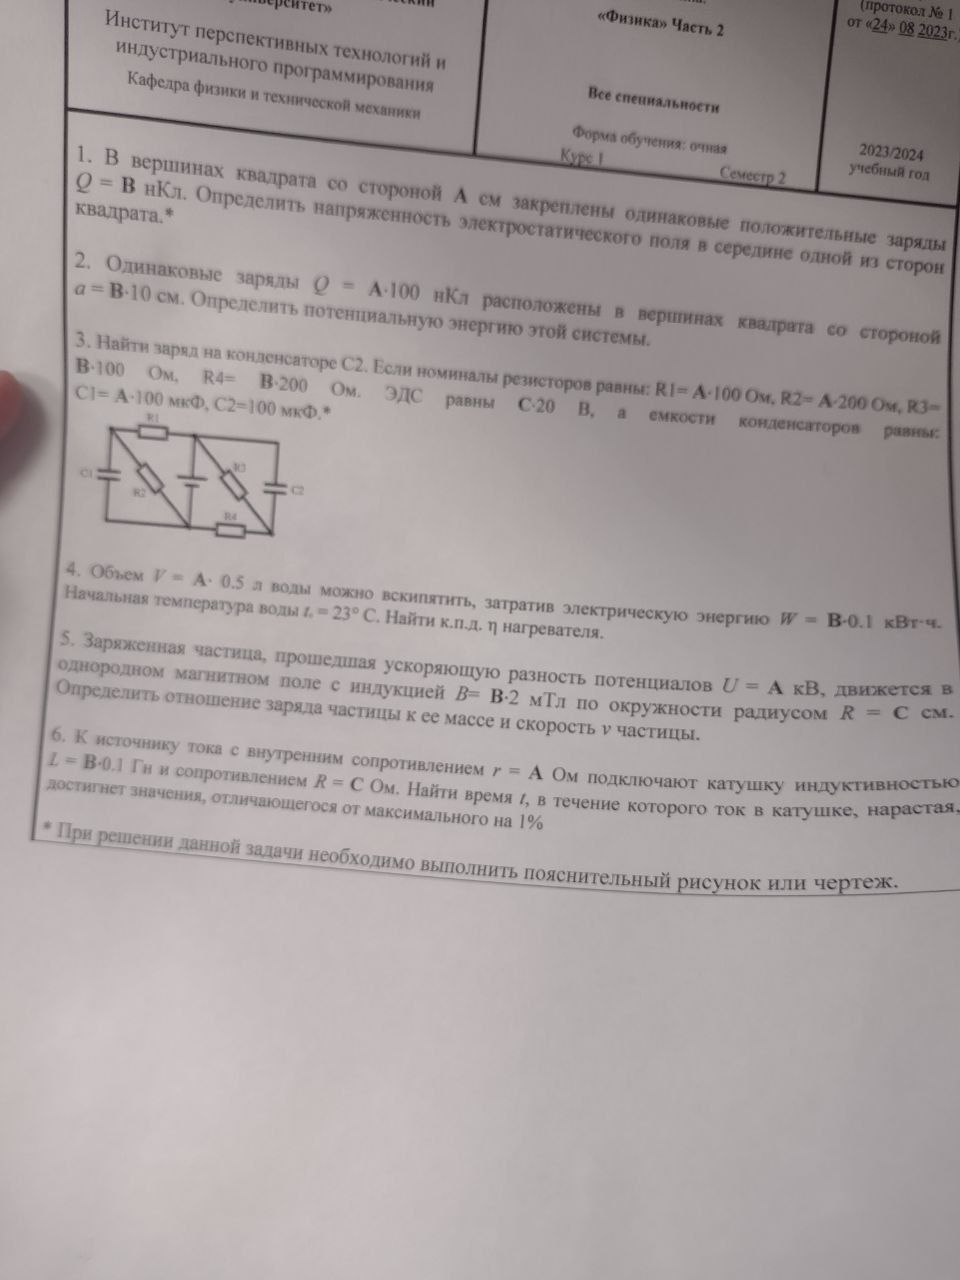 Институт перспективных технологий и
индустриального программирования
Кафедра физики и технической механики
«Физика» Часть 2
Все специальности
Форма обучения: очная
Курс 1
Семестр 2
(протокол № 1
от «24» 08 2023г.)
2023/2024
учебный год
1. В вершинах квадрата со стороной A см закреплены одинаковые положительные заряды
Q = B нКл. Определить напряженность электростатического поля в середине одной из сторон
квадрата.*
2. Одинаковые заряды Q = A·100 нКл расположены в вершинах квадрата со стороной
a = B·10 см. Определить потенциальную энергию этой системы.
3. Найти заряд на конденсаторе C2. Если номиналы резисторов равны: R1= A·100 Ом, R2= A·200 Ом, R3=
B·100 Ом, R4= B·200 Ом. ЭДС равны C·20 В, а емкости конденсаторов равны:
C1= A·100 мкФ, C2=100 мкФ.*
R1
C1
R2
R3
C2
R4
4. Объем V = A· 0.5 л воды можно вскипятить, затратив электрическую энергию W = B·0.1 кВт·ч.
Начальная температура воды t₀ = 23° C. Найти к.п.д. η нагревателя.
5. Заряженная частица, прошедшая ускоряющую разность потенциалов U = A кВ, движется в
однородном магнитном поле с индукцией B= B·2 мТл по окружности радиусом R = C см.
Определить отношение заряда частицы к ее массе и скорость v частицы.
6. К источнику тока с внутренним сопротивлением r = A Ом подключают катушку индуктивностью
L = B·0.1 Гн и сопротивлением R = C Ом. Найти время t, в течение которого ток в катушке, нарастая,
достигнет значения, отличающегося от максимального на 1%
* При решении данной задачи необходимо выполнить пояснительный рисунок или чертеж.